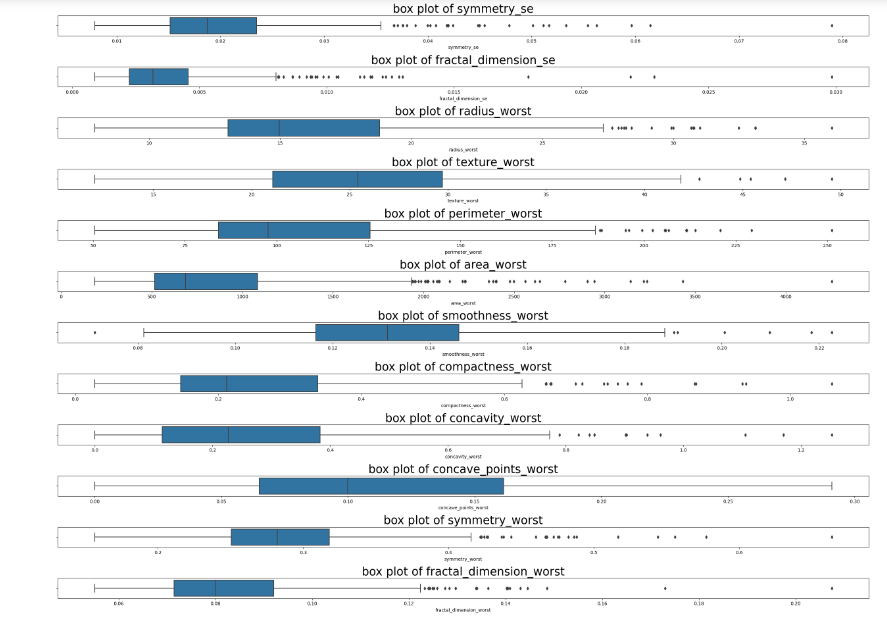 box plot of symmetry_se
0.01 0.02 0.03 0.04 0.05 0.06 0.07 0.08
symmetry_se
box plot of fractal_dimension_se
0.000 0.005 0.010 0.015 0.020 0.025 0.030
fractal_dimension_se
box plot of radius_worst
10 15 20 25 30 35
radius_worst
box plot of texture_worst
15 20 25 30 35 40 45 50
texture_worst
box plot of perimeter_worst
50 75 100 125 150 175 200 225 250
perimeter_worst
box plot of area_worst
0 500 1000 1500 2000 2500 3000 3500 4000
area_worst
box plot of smoothness_worst
0.08 0.10 0.12 0.14 0.16 0.18 0.20 0.22
smoothness_worst
box plot of compactness_worst
0.0 0.2 0.4 0.6 0.8 1.0
compactness_worst
box plot of concavity_worst
0.0 0.2 0.4 0.6 0.8 1.0 1.2
concavity_worst
box plot of concave_points_worst
0.00 0.05 0.10 0.15 0.20 0.25 0.30
concave_points_worst
box plot of symmetry_worst
0.2 0.3 0.4 0.5 0.6
symmetry_worst
box plot of fractal_dimension_worst
0.06 0.08 0.10 0.12 0.14 0.16 0.18 0.20
fractal_dimension_worst